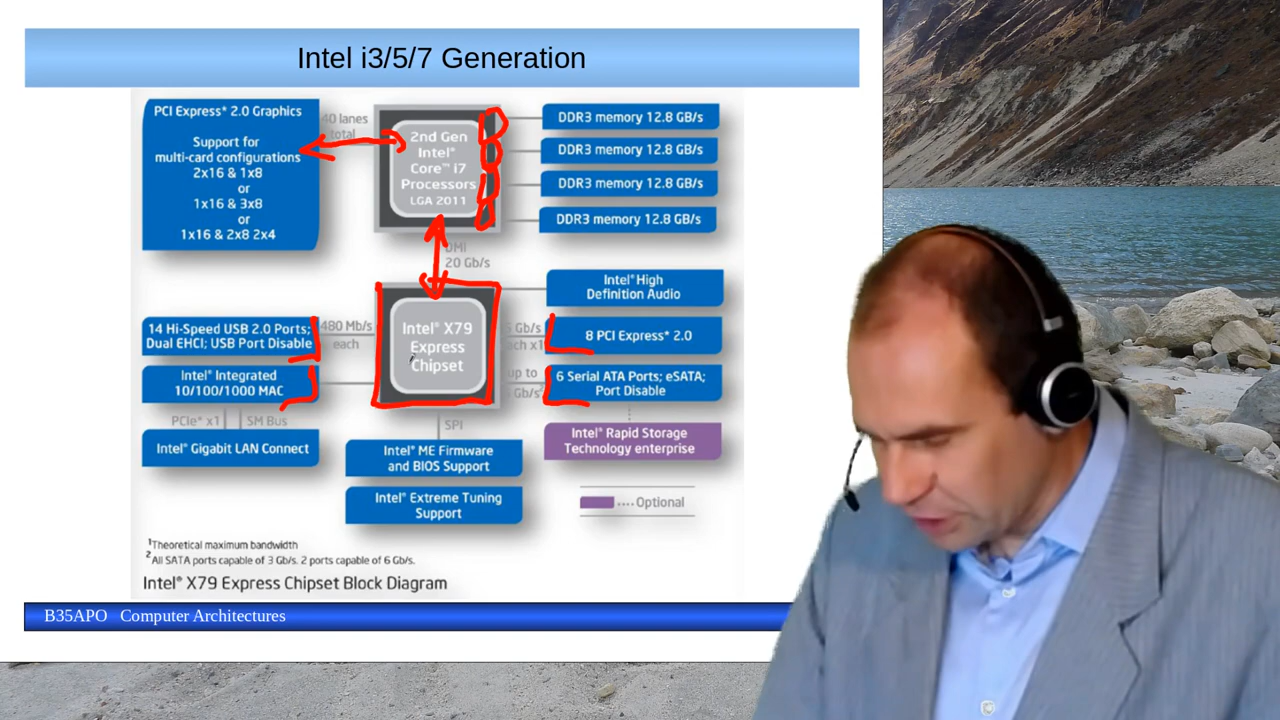 Intel i3/5/7 Generation
PCI Express* 2.0 Graphics
Support for
multi-card configurations
2x16 & 1x8
or
1x16 & 3x8
or
1x16 & 2x8 2x4
40 lanes
total
2nd Gen
Intel®
Core™ i7
Processors
LGA 2011
DDR3 memory 12.8 GB/s
DDR3 memory 12.8 GB/s
DDR3 memory 12.8 GB/s
DDR3 memory 12.8 GB/s
DMI
20 Gb/s
Intel® High
Definition Audio
14 Hi-Speed USB 2.0 Ports;
Dual EHCI; USB Port Disable
480 Mb/s
each
Intel® X79
Express
Chipset
Gb/s
each x1
8 PCI Express* 2.0
Intel® Integrated
10/100/1000 MAC
up to
Gb/s
6 Serial ATA Ports; eSATA;
Port Disable
PCIe* x1
SM Bus
SPI
Intel® Gigabit LAN Connect
Intel® ME Firmware
and BIOS Support
Intel® Rapid Storage
Technology enterprise
Intel® Extreme Tuning
Support
Optional
1Theoretical maximum bandwidth
2All SATA ports capable of 3 Gb/s. 2 ports capable of 6 Gb/s.
Intel® X79 Express Chipset Block Diagram
B35APO Computer Architectures